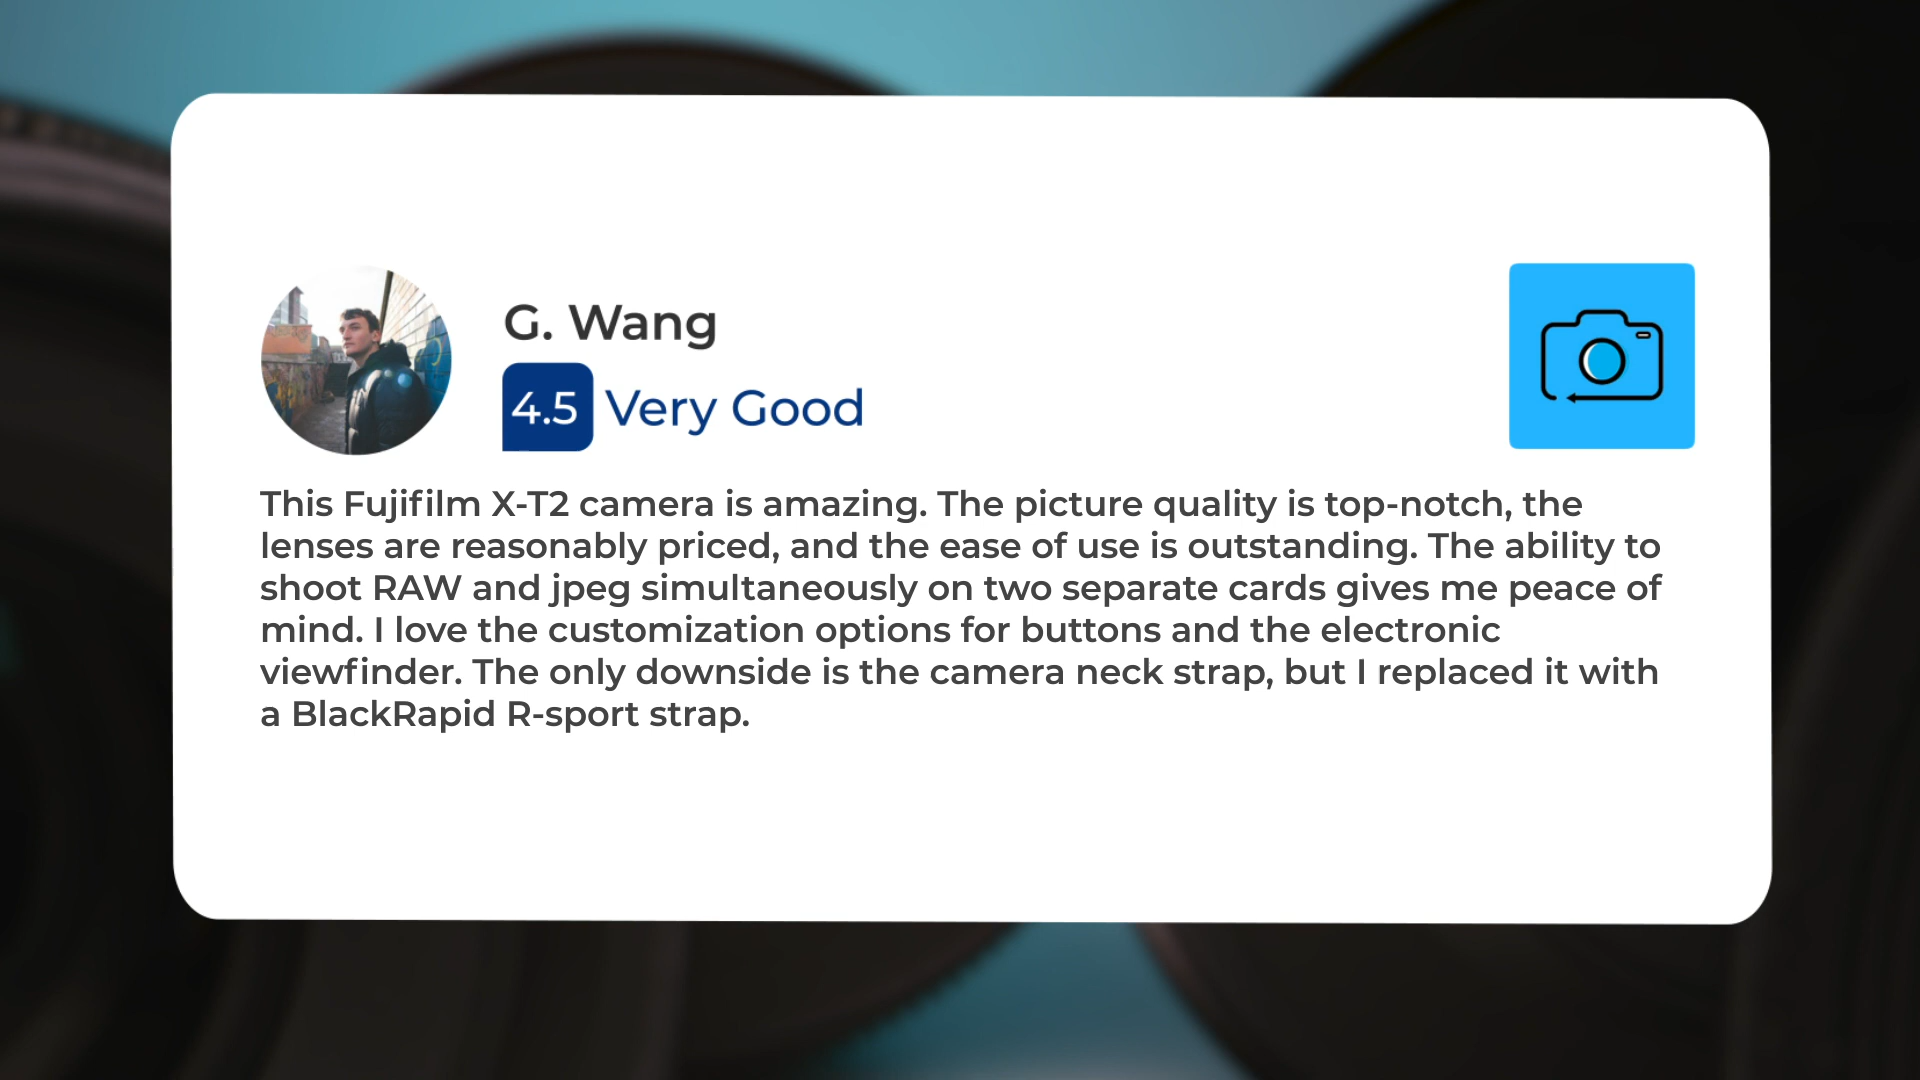 G. Wang
4.5 Very Good
This Fujifilm X-T2 camera is amazing. The picture quality is top-notch, the
lenses are reasonably priced, and the ease of use is outstanding. The ability to
shoot RAW and jpeg simultaneously on two separate cards gives me peace of
mind. I love the customization options for buttons and the electronic
viewfinder. The only downside is the camera neck strap, but I replaced it with
a BlackRapid R-sport strap.